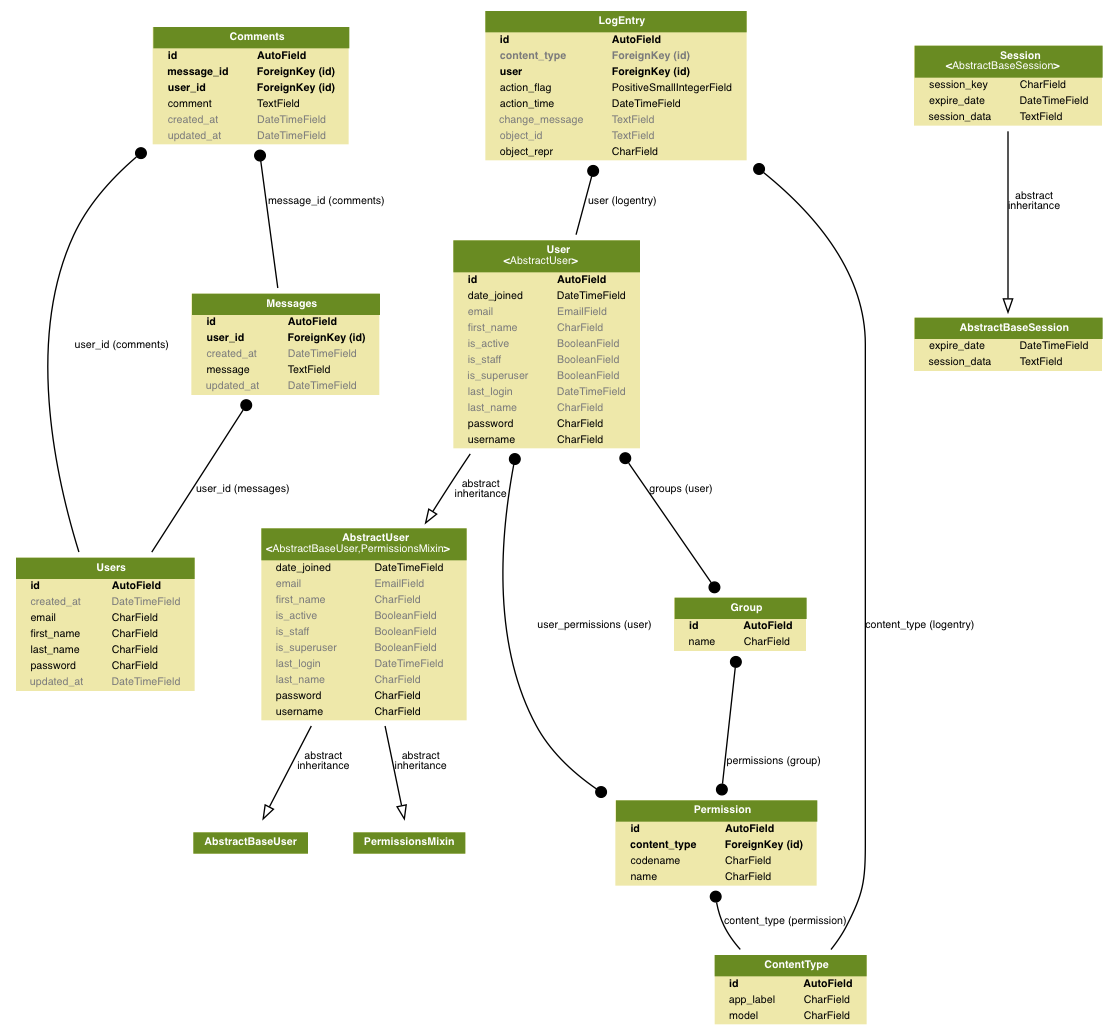 Comments
id AutoField
message_id ForeignKey (id)
user_id ForeignKey (id)
comment TextField
created_at DateTimeField
updated_at DateTimeField
LogEntry
id AutoField
content_type ForeignKey (id)
user ForeignKey (id)
action_flag PositiveSmallIntegerField
action_time DateTimeField
change_message TextField
object_id TextField
object_repr CharField
Session
<AbstractBaseSession>
session_key CharField
expire_date DateTimeField
session_data TextField
message_id (comments)
user (logentry)
abstract
inheritance
User
<AbstractUser>
id AutoField
date_joined DateTimeField
email EmailField
first_name CharField
is_active BooleanField
is_staff BooleanField
is_superuser BooleanField
last_login DateTimeField
last_name CharField
password CharField
username CharField
Messages
id AutoField
user_id ForeignKey (id)
created_at DateTimeField
message TextField
updated_at DateTimeField
AbstractBaseSession
expire_date DateTimeField
session_data TextField
user_id (comments)
user_id (messages)
abstract
inheritance
groups (user)
Users
id AutoField
created_at DateTimeField
email CharField
first_name CharField
last_name CharField
password CharField
updated_at DateTimeField
AbstractUser
<AbstractBaseUser,PermissionsMixin>
date_joined DateTimeField
email EmailField
first_name CharField
is_active BooleanField
is_staff BooleanField
is_superuser BooleanField
last_login DateTimeField
last_name CharField
password CharField
username CharField
user_permissions (user)
Group
id AutoField
name CharField
content_type (logentry)
abstract
inheritance
abstract
inheritance
permissions (group)
AbstractBaseUser
PermissionsMixin
Permission
id AutoField
content_type ForeignKey (id)
codename CharField
name CharField
content_type (permission)
ContentType
id AutoField
app_label CharField
model CharField